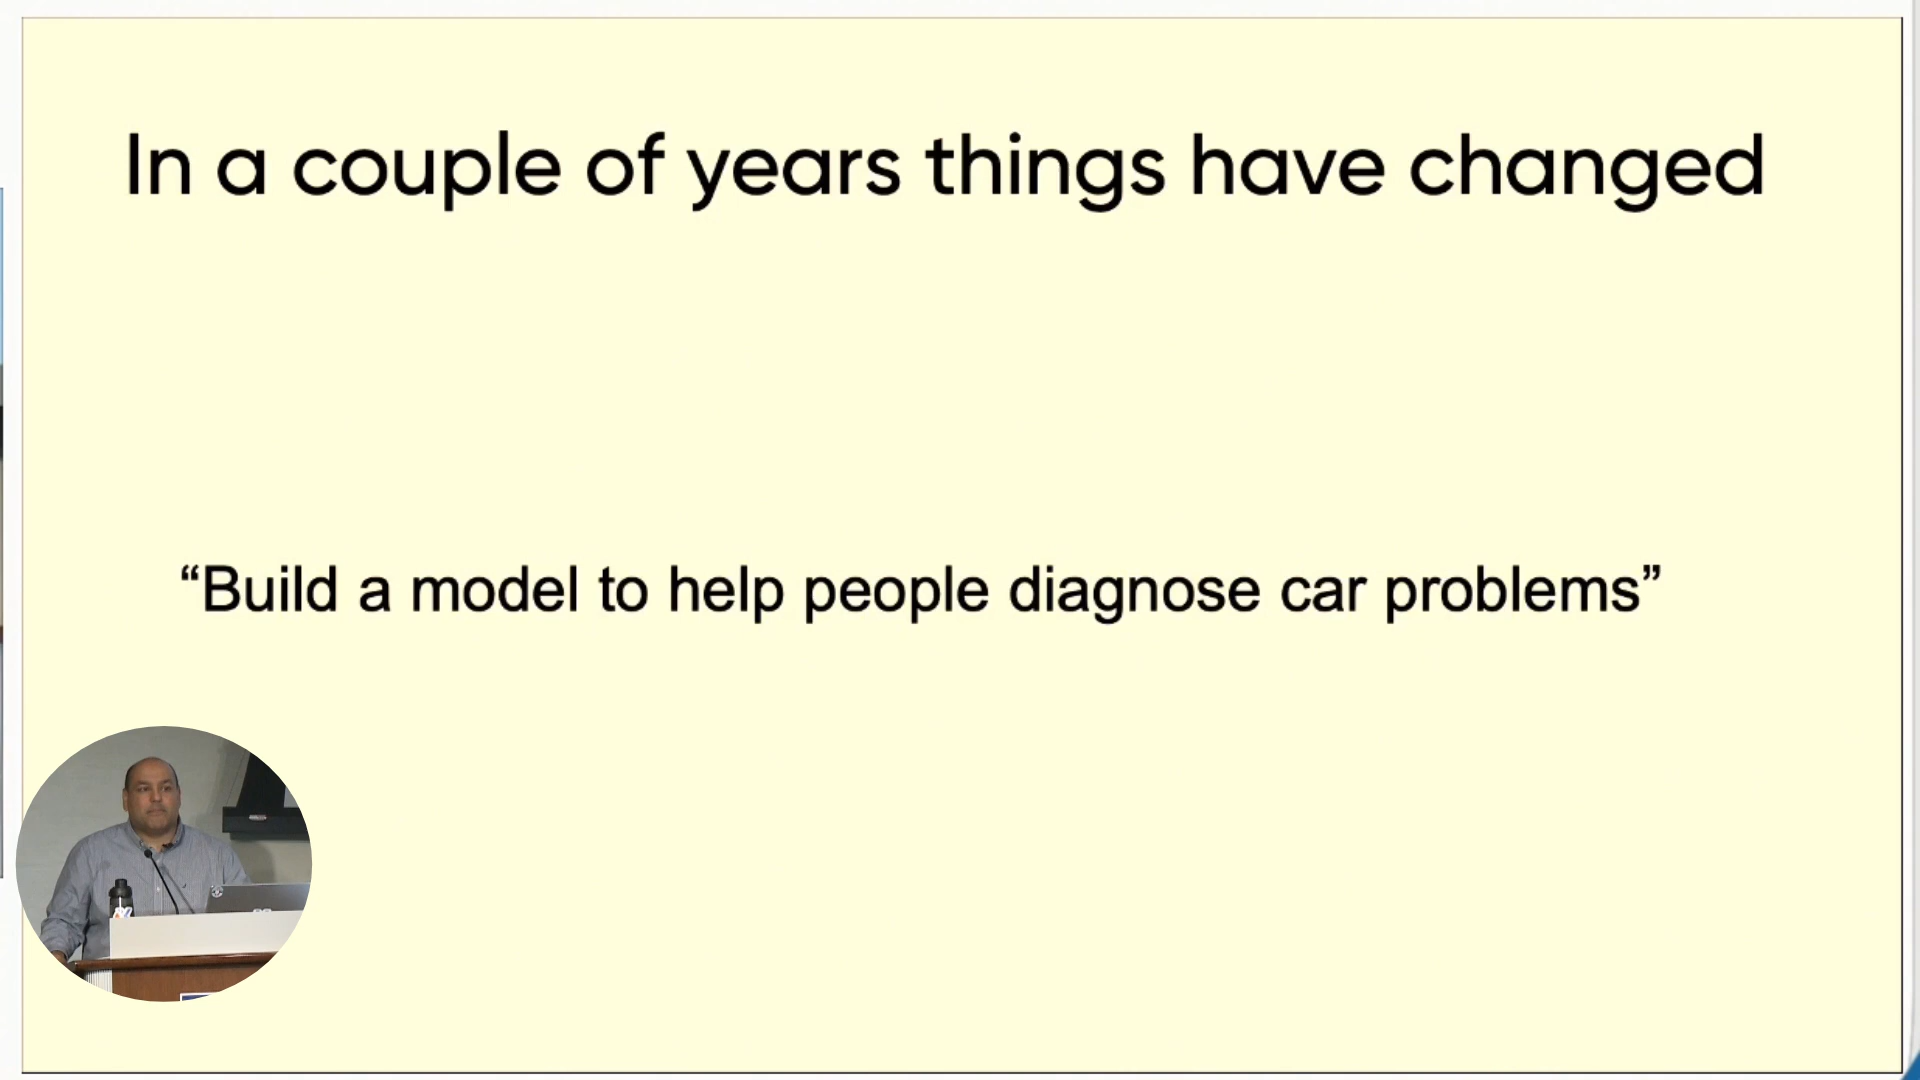 In a couple of years things have changed
“Build a model to help people diagnose car problems”